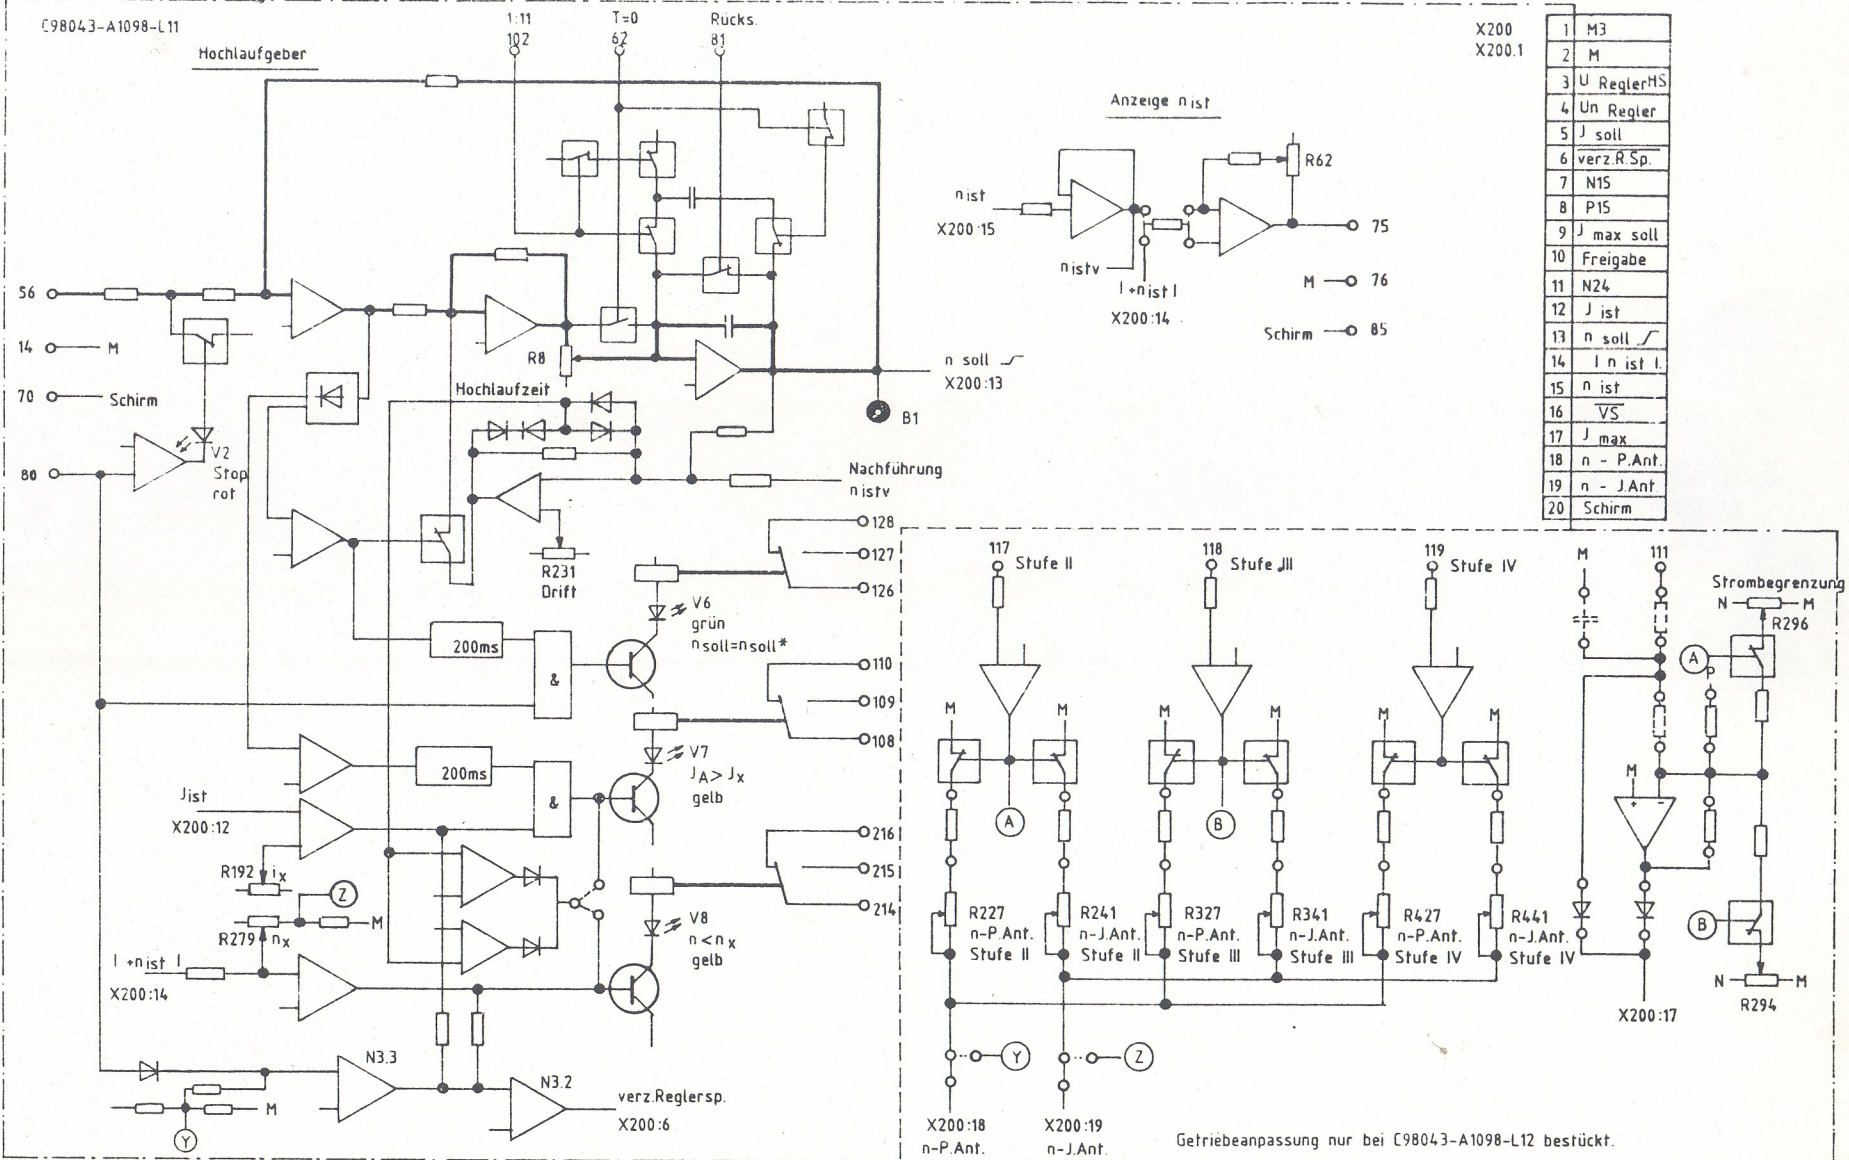 C98043-A1098-L11
Hochlaufgeber
1:11
102
T=0
62
Rücks.
81
Anzeige n ist
R62
n ist
X200:15
n istv
I +n ist I
X200:14
75
M 76
Schirm 85
X200
X200.1
1 M3
2 M
3 U ReglerHS
4 Un Regler
5 J soll
6 verz.R.Sp.
7 N15
8 P15
9 J max soll
10 Freigabe
11 N24
12 J ist
13 n soll
14 I n ist I.
15 n ist
16 VS
17 J max
18 n - P.Ant.
19 n - J.Ant
20 Schirm
56
14 M
70 Schirm
80
V2
Stop
rot
R8
Hochlaufzeit
n soll
X200:13
B1
Nachführung
n istv
R231
Drift
128
127
126
V6
grün
n soll=n soll*
200ms
&
110
109
108
V7
JA> Jx
gelb
200ms
&
Jist
X200:12
R192 ix
Z
M
R279 nx
I +n ist I
X200:14
216
215
214
V8
n < nx
gelb
N3.3
N3.2
M
Y
verz.Reglersp.
X200:6
117
Stufe II
118
Stufe III
119
Stufe IV
M
111
Strombegrenzung
N M
R296
A
P
M
M
M
M
M
M
M
+ -
A
B
B
R227
n-P.Ant.
Stufe II
R241
n-J.Ant.
Stufe II
R327
n-P.Ant.
Stufe III
R341
n-J.Ant.
Stufe III
R427
n-P.Ant.
Stufe IV
R441
n-J.Ant.
Stufe IV
N M
R294
X200:17
Y
Z
X200:18
n-P.Ant.
X200:19
n-J.Ant.
Getriebeanpassung nur bei C98043-A1098-L12 bestückt.